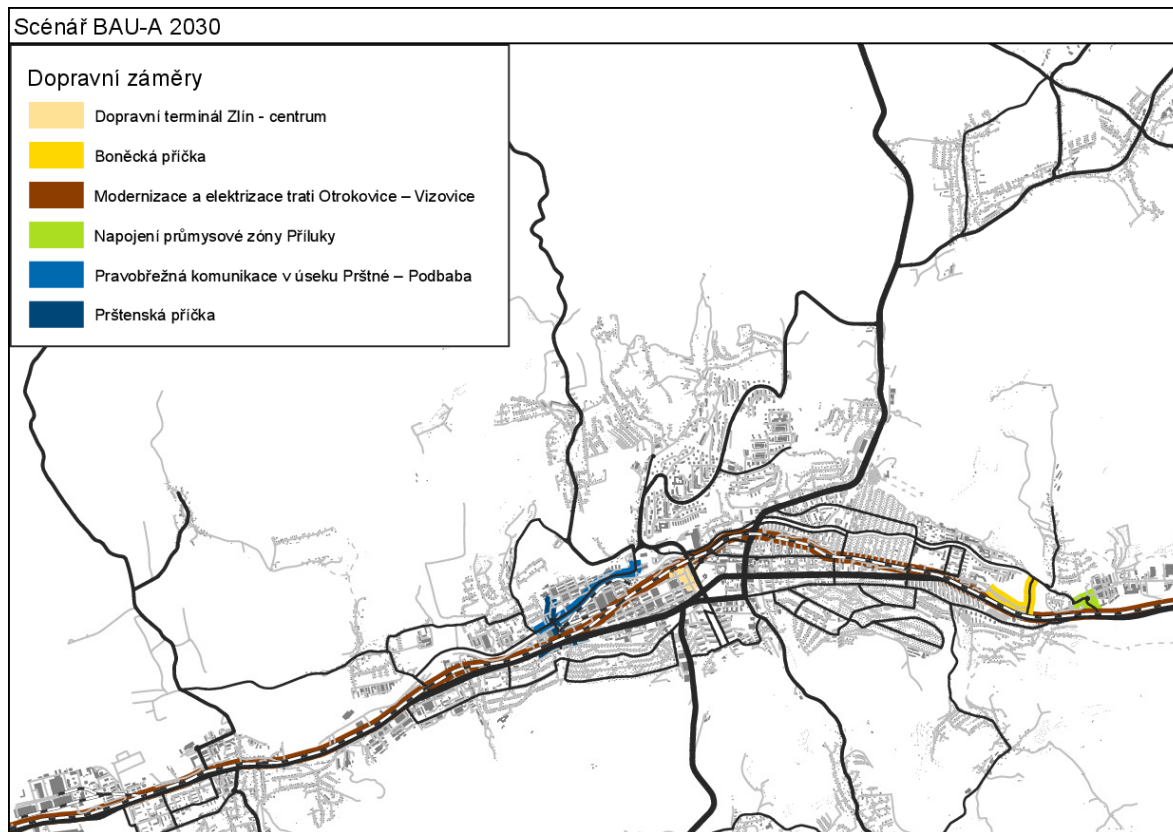 Scénář BAU-A 2030
Dopravní záměry
Dopravní terminál Zlín - centrum
Boněcká příčka
Modernizace a elektrizace trati Otrokovice – Vizovice
Napojení průmysové zóny Příluky
Pravobřežná komunikace v úseku Prštné – Podbaba
Prštenská příčka